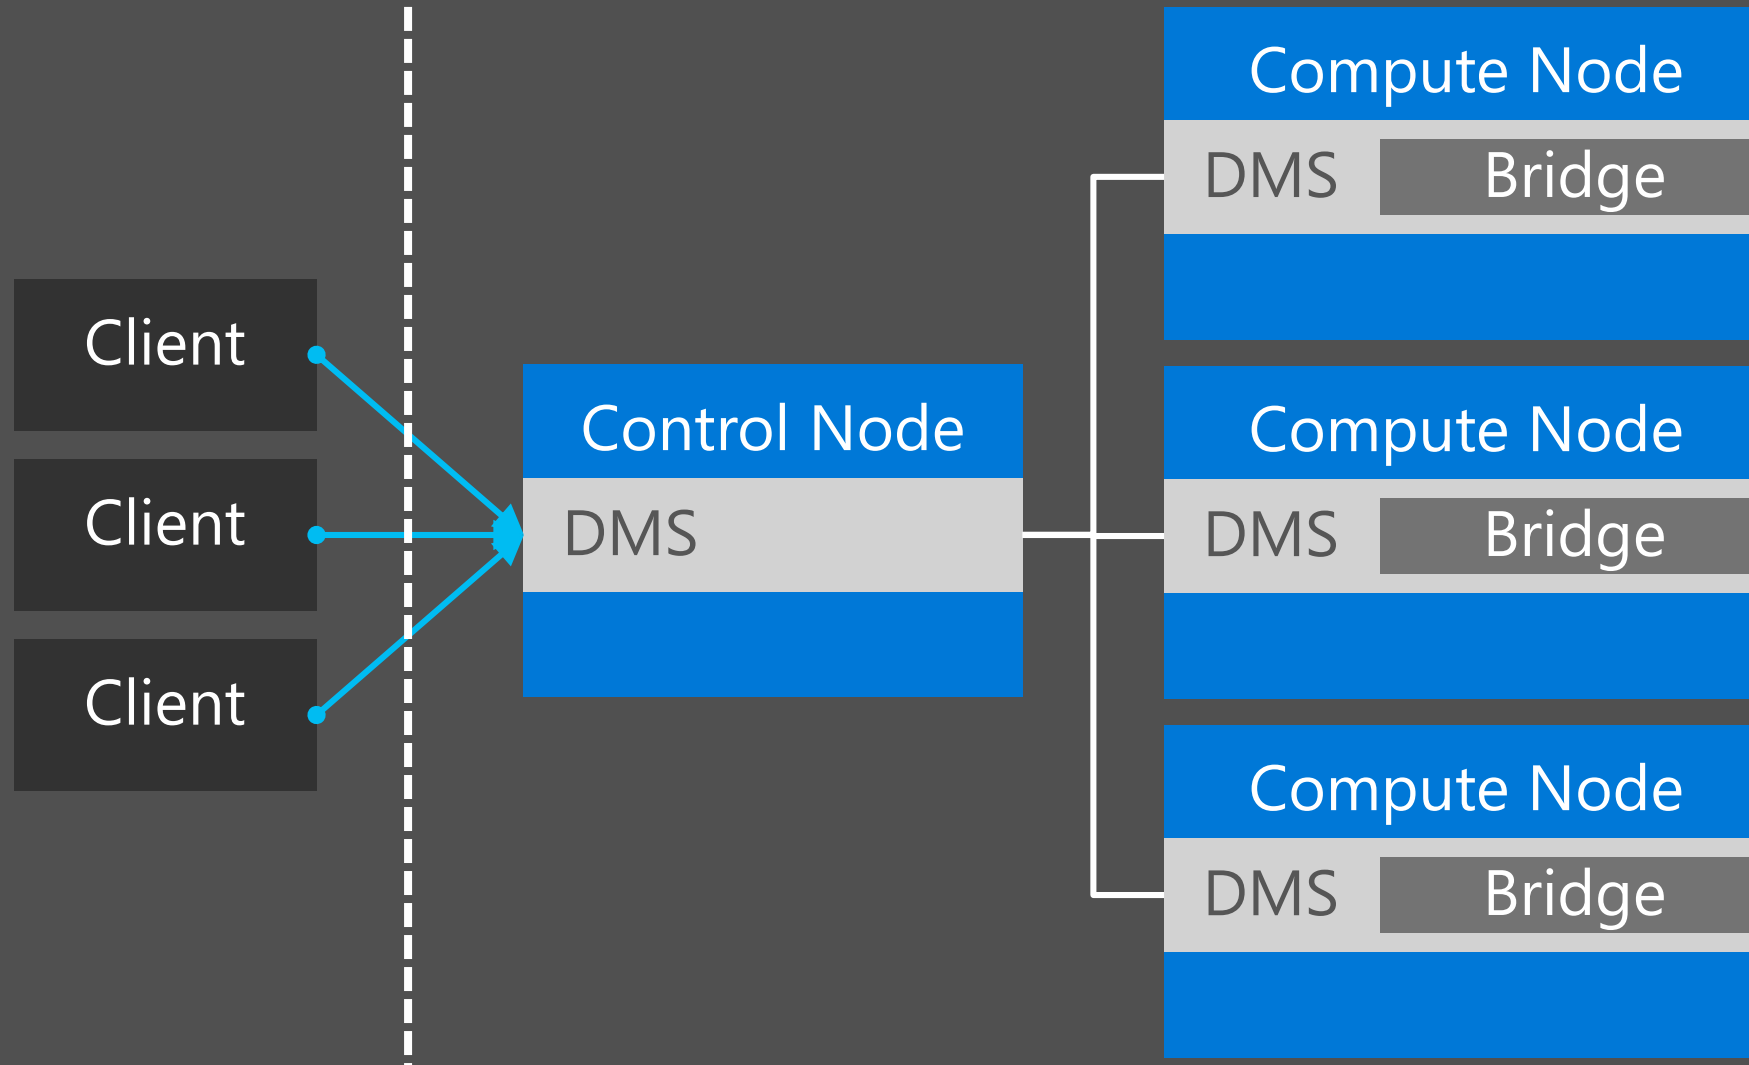 Client
Client
Client
Control Node
DMS
Compute Node
DMS Bridge
Compute Node
DMS Bridge
Compute Node
DMS Bridge